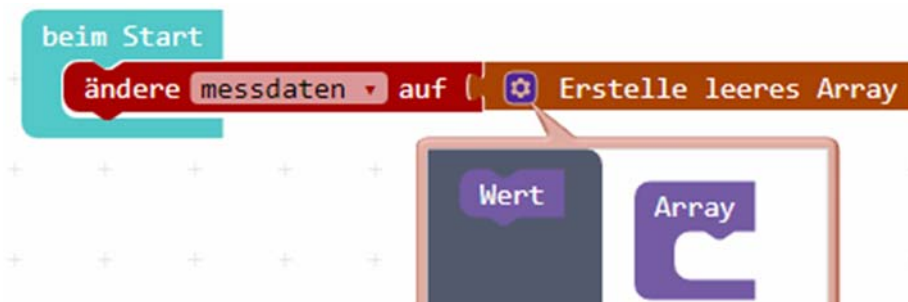 beim Start
ändere messdaten auf Erstelle leeres Array
Wert
Array